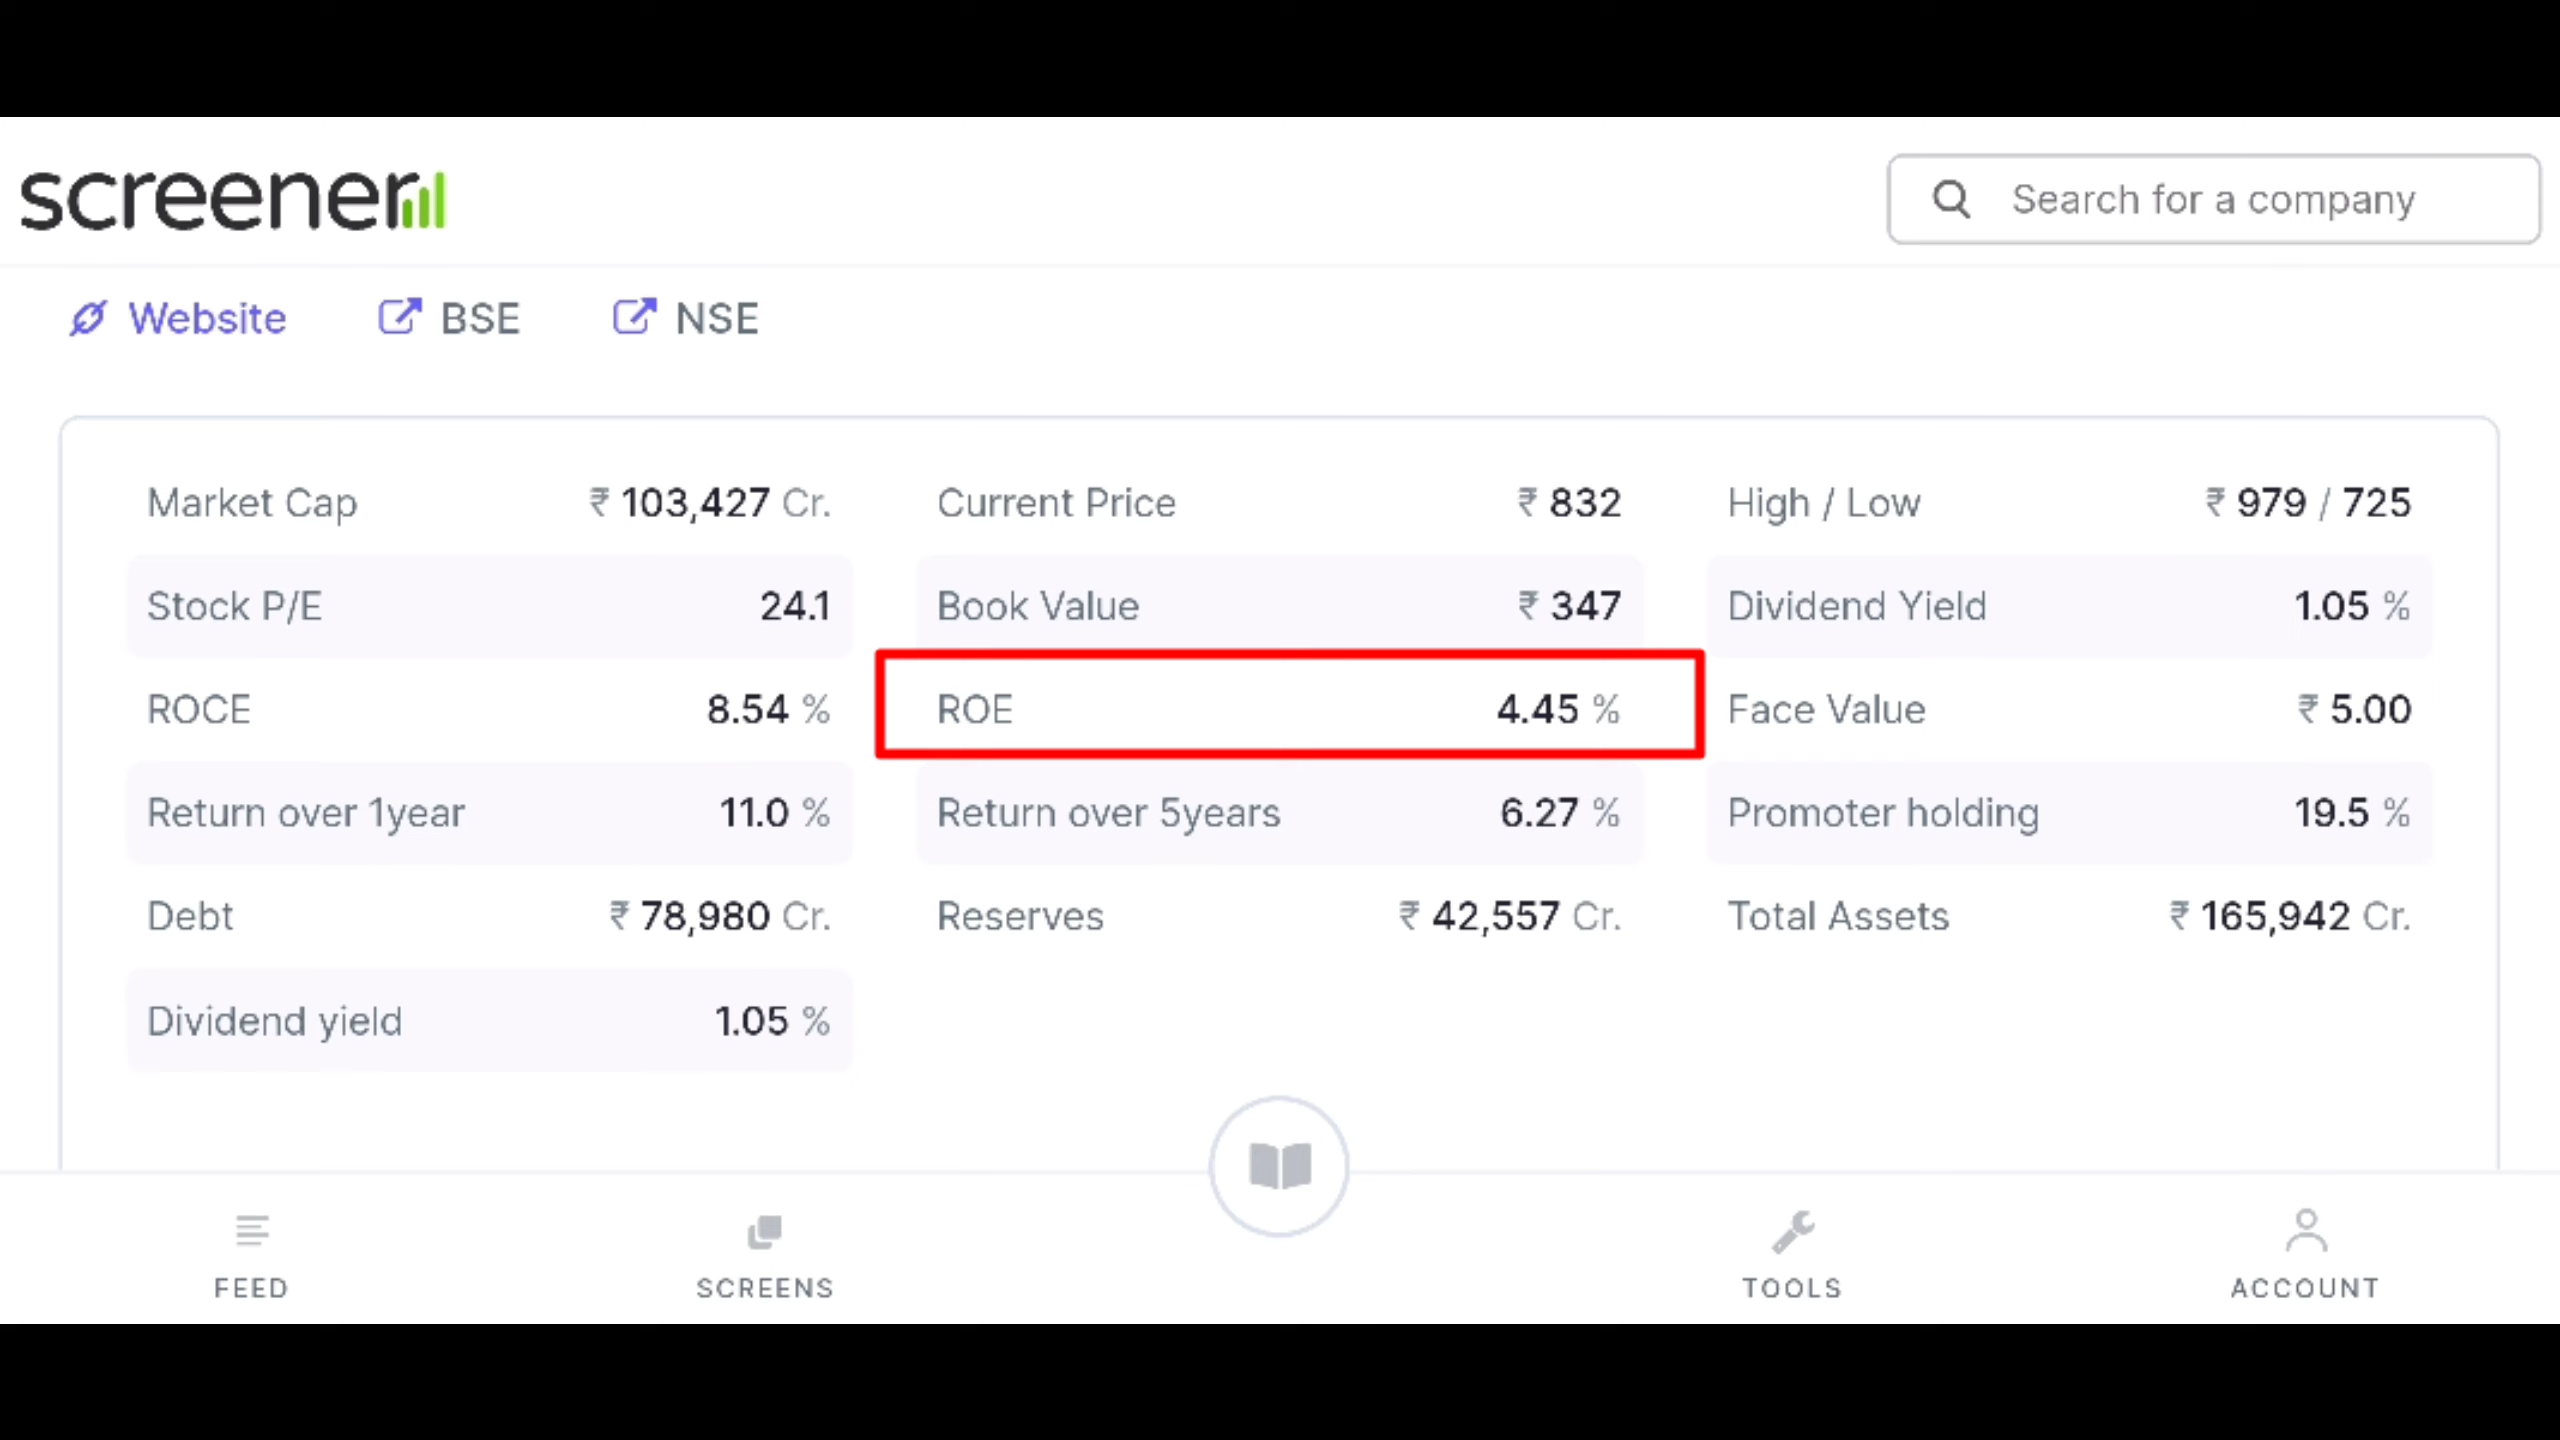 screener
Search for a company
Website BSE NSE
Market Cap ₹ 103,427 Cr. Current Price ₹ 832 High / Low ₹ 979 / 725
Stock P/E 24.1 Book Value ₹ 347 Dividend Yield 1.05 %
ROCE 8.54 % ROE 4.45 % Face Value ₹ 5.00
Return over 1year 11.0 % Return over 5years 6.27 % Promoter holding 19.5 %
Debt ₹ 78,980 Cr. Reserves ₹ 42,557 Cr. Total Assets ₹ 165,942 Cr.
Dividend yield 1.05 %
FEED SCREENS TOOLS ACCOUNT